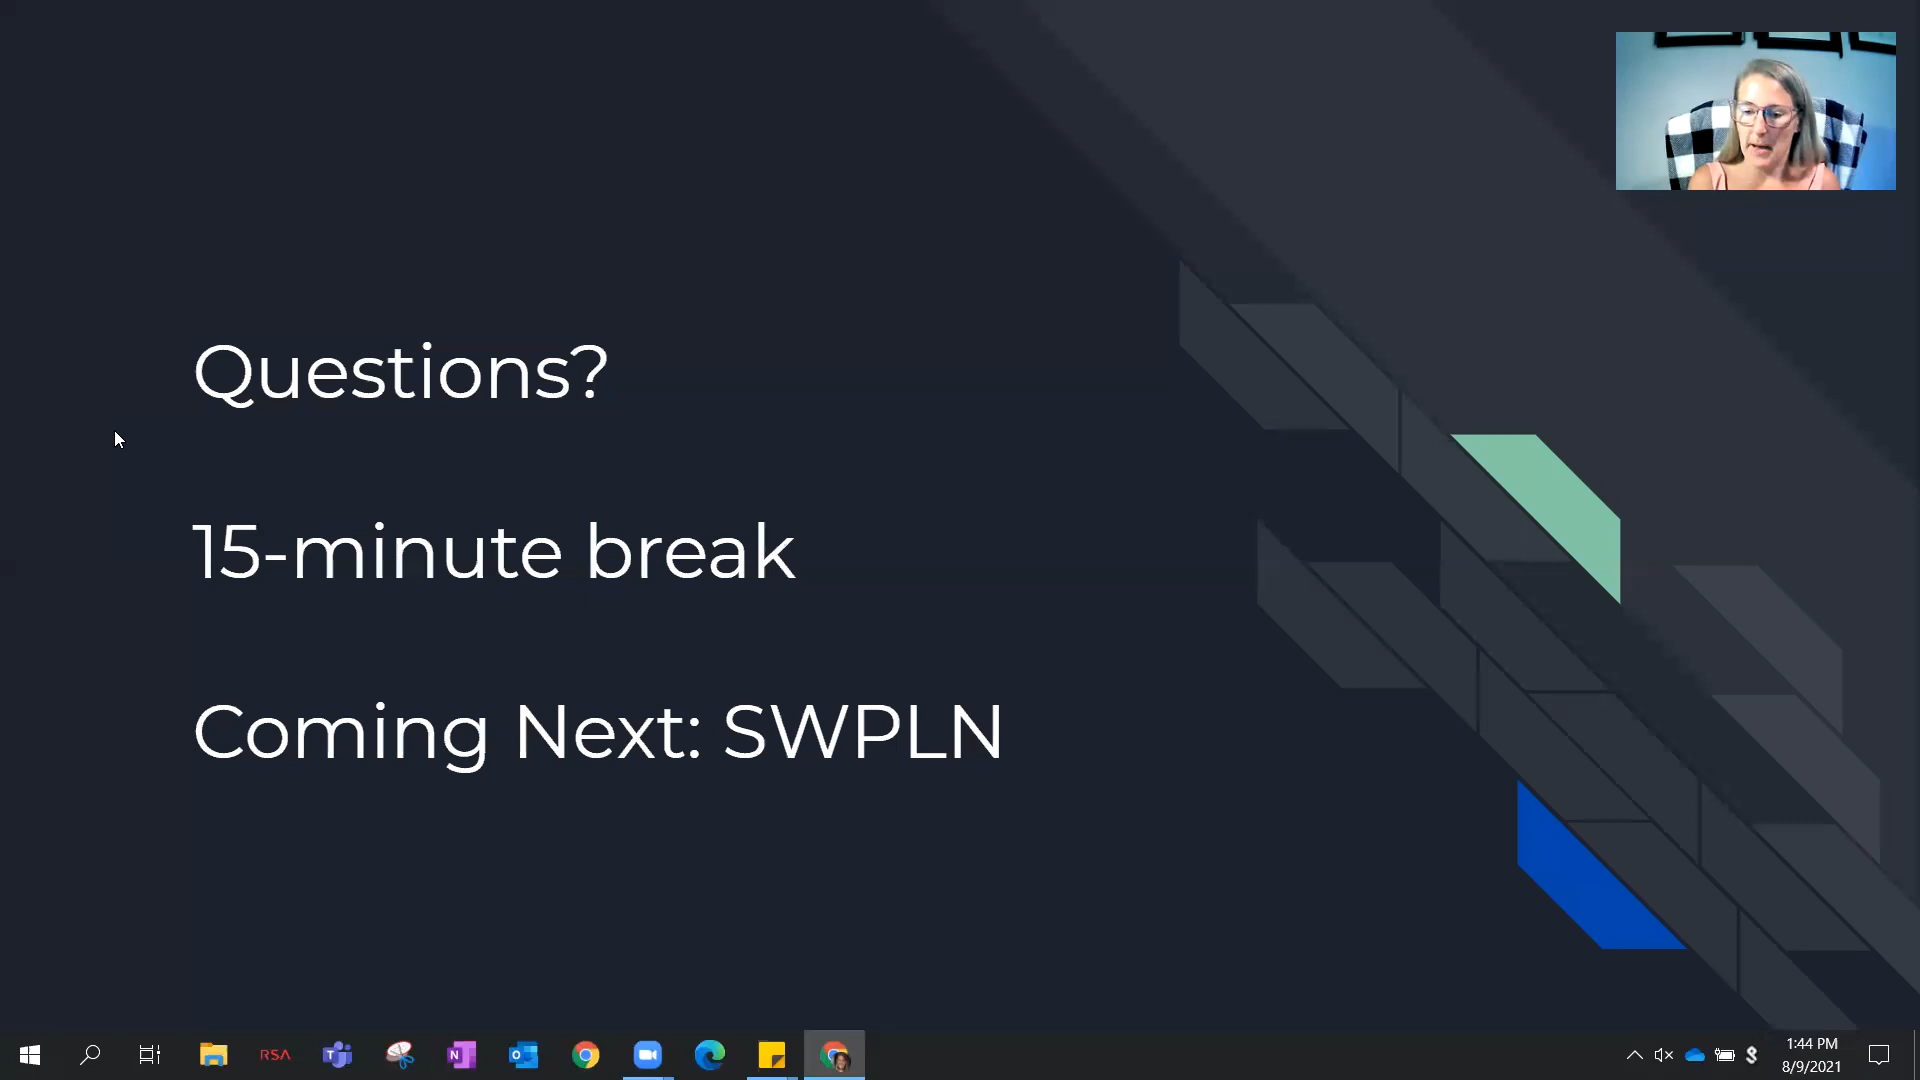 Questions?
15-minute break
Coming Next: SWPLN
RSA
1:44 PM
8/9/2021